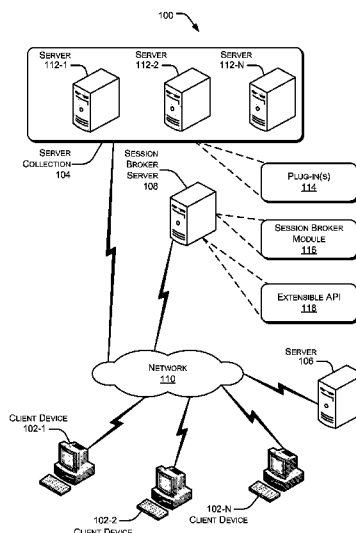 100
SERVER
112-1
SERVER
112-2
SERVER
112-N
SERVER
COLLECTION 104
SESSION
BROKER
SERVER
108
PLUG-IN(S)
114
SESSION BROKER
MODULE
116
EXTENSIBLE API
118
NETWORK
110
SERVER
106
CLIENT DEVICE
102-1
102-2
CLIENT DEVICE
102-N
CLIENT DEVICE